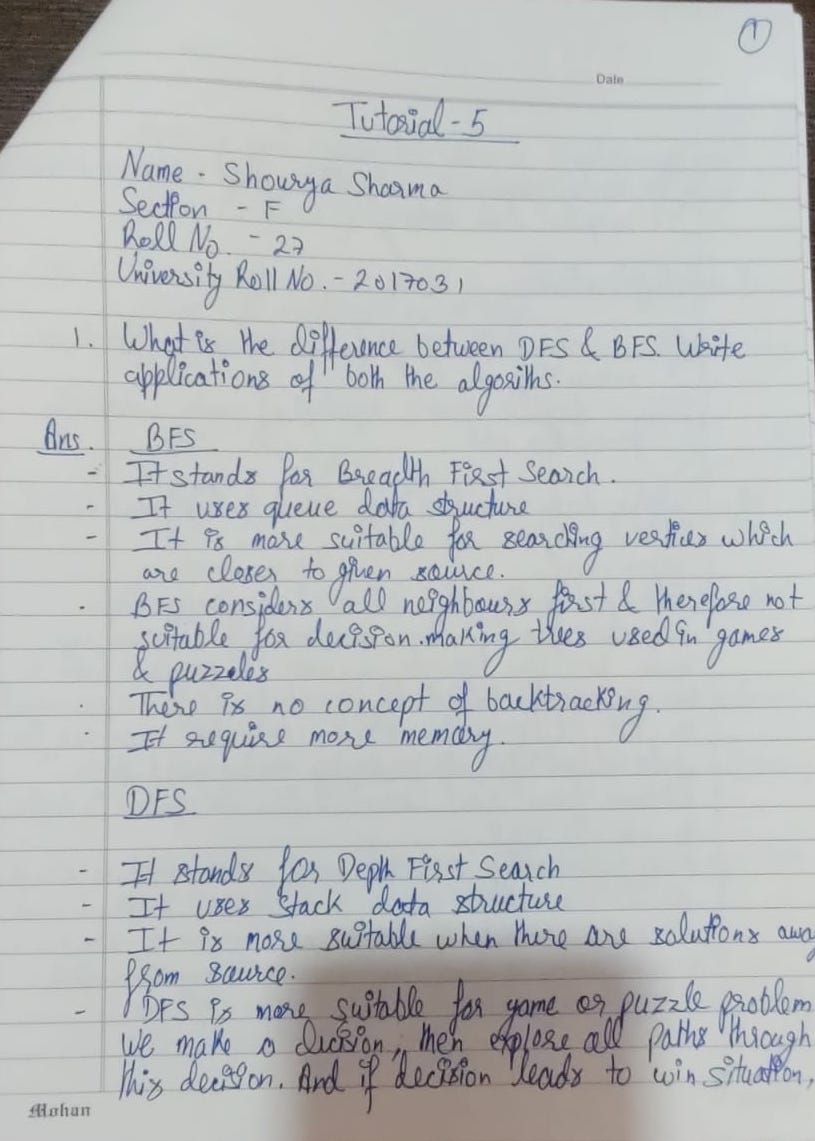 1
Date
Tutorial - 5
Name - Shourya Sharma
Section - F
Roll No. - 27
University Roll No. - 2017031
1. What is the difference between DFS & BFS. Write
applications of both the algoriths.
Ans. BFS
- It stands for Breadth First Search.
- It uses queue data structure
- It is more suitable for searching vertices which
are closer to given source.
- BFS considers all neighbours first & therefore not
suitable for decision-making trees used in games
& puzzeles
- There is no concept of backtracking.
- It require more memory.
DFS
- It stands for Depth First Search
- It uses stack data structure
- It is more suitable when there are solutions away
from source.
- DFS is more suitable for game or puzzle problem
We make a decision, then explore all paths through
this decision. And if decision leads to win situation,
Mohan